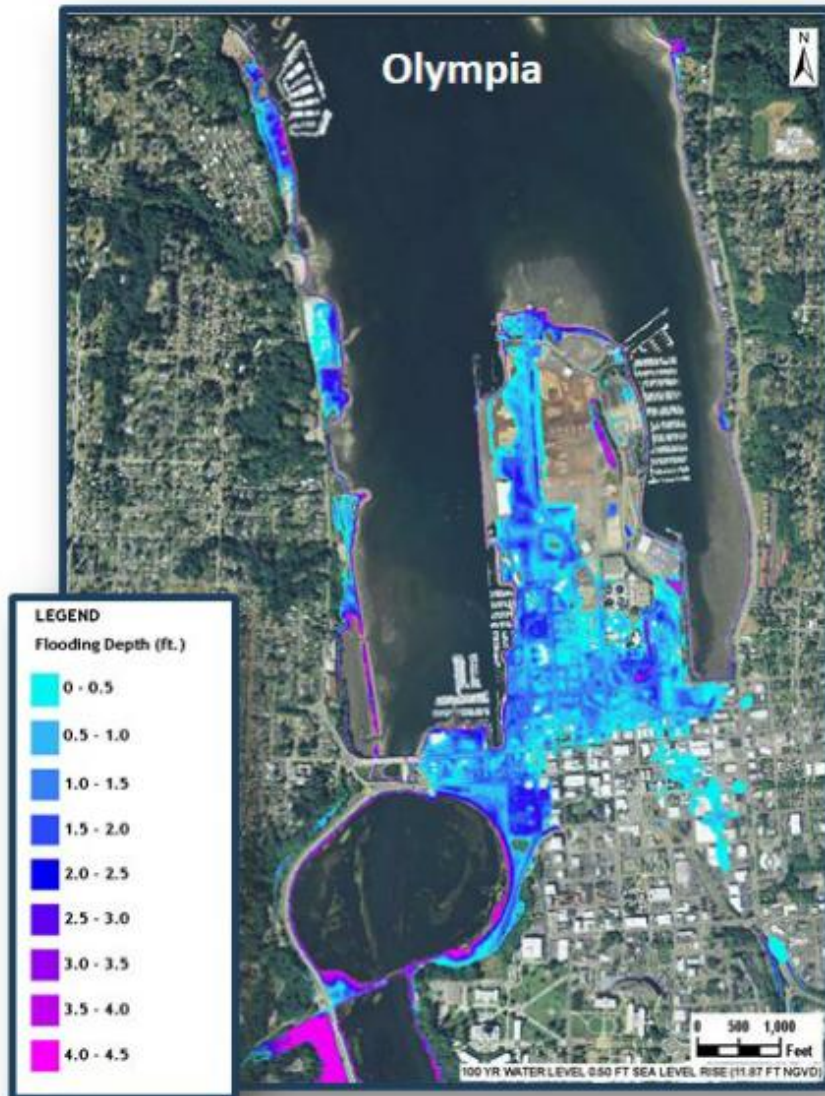 Olympia
N
LEGEND
Flooding Depth (ft.)
0 - 0.5
0.5 - 1.0
1.0 - 1.5
1.5 - 2.0
2.0 - 2.5
2.5 - 3.0
3.0 - 3.5
3.5 - 4.0
4.0 - 4.5
0 500 1,000
Feet
100 YR WATER LEVEL 0.50 FT SEA LEVEL RISE (11.87 FT NGVD)